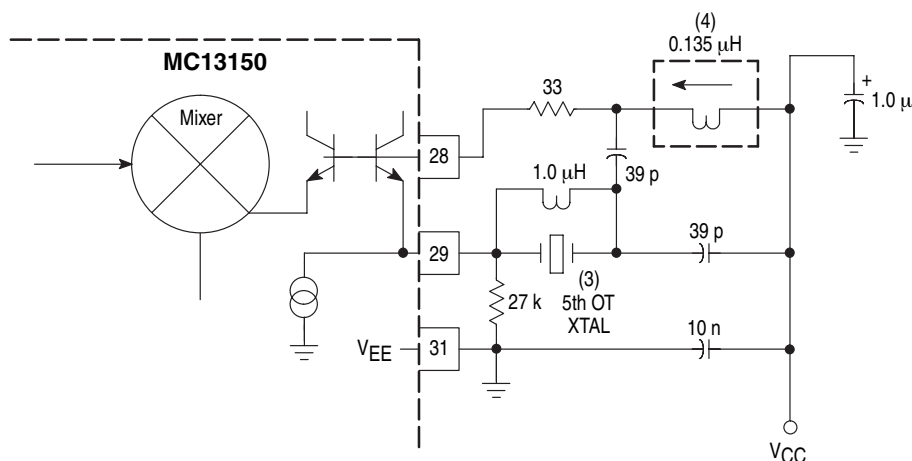 (4)
0.135 μH
MC13150
+
1.0 μ
33
Mixer
28
39 p
1.0 μH
29
39 p
(3)
5th OT
XTAL
27 k
10 n
VEE
31
VCC